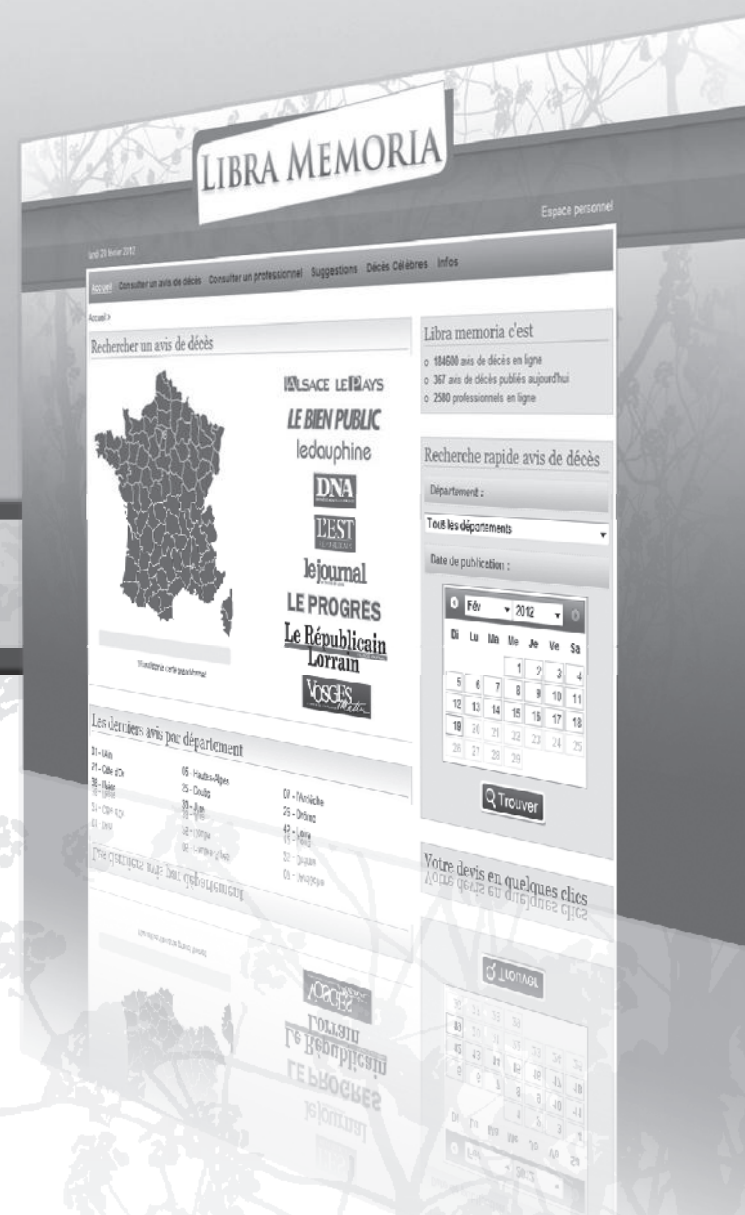 LIBRA MEMORIA
Espace personnel
Accueil Consulter un avis de décès Consulter un professionnel Suggestions Décès Célèbres Infos
Accueil >
Rechercher un avis de décès
ALSACE LE PAYS
LE BIEN PUBLIC
ledauphine
DNA
L'EST
lejournal
LE PROGRES
Le Républicain
Lorrain
VOSGES
Matin
Les derniers avis par département
01 - l'Ain
05 - Hautes-Alpes
07 - l'Ardèche
21 - Côte d'Or
25 - Doubs
26 - Drôme
39 - Jura
42 - Loire
Libra memoria c'est
184600 avis de décès en ligne
367 avis de décès publiés aujourd'hui
2580 professionnels en ligne
Recherche rapide avis de décès
Département :
Tous les départements
Date de publication :
Fév 2012
Di Lu Ma Me Je Ve Sa
1 2 3 4
5 6 7 8 9 10 11
12 13 14 15 16 17 18
19 20 21 22 23 24 25
26 27 28 29
Trouver
Votre devis en quelques clics